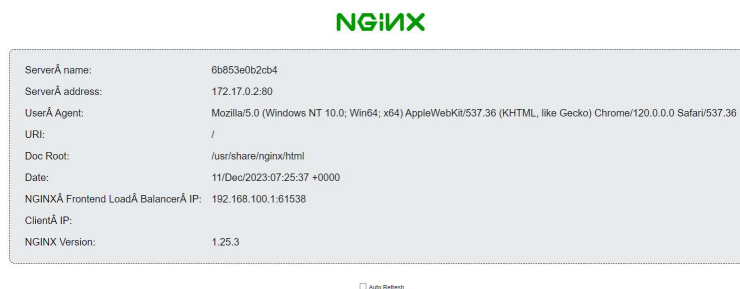 NGINX
ServerÂ name: 6b853e0b2cb4
ServerÂ address: 172.17.0.2:80
UserÂ Agent: Mozilla/5.0 (Windows NT 10.0; Win64; x64) AppleWebKit/537.36 (KHTML, like Gecko) Chrome/120.0.0.0 Safari/537.36
URI: /
Doc Root: /usr/share/nginx/html
Date: 11/Dec/2023:07:25:37 +0000
NGINXÂ Frontend LoadÂ BalancerÂ IP: 192.168.100.1:61538
ClientÂ IP:
NGINX Version: 1.25.3
Auto Refresh